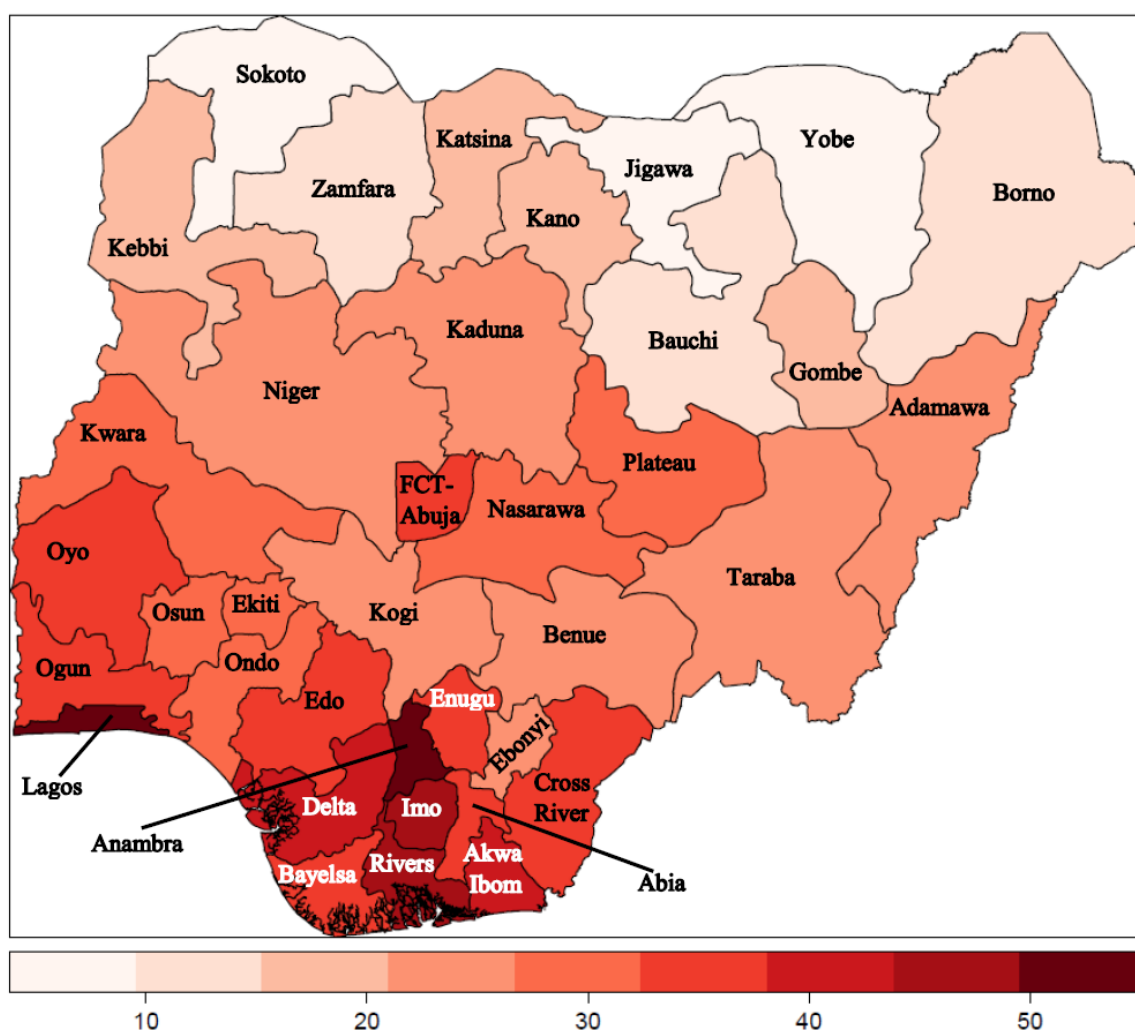 Sokoto
Yobe
Katsina
Jigawa
Zamfara
Borno
Kano
Kebbi
Kaduna
Bauchi
Gombe
Niger
Adamawa
Kwara
Plateau
FCT-
Abuja
Nasarawa
Oyo
Taraba
Ekiti
Osun
Kogi
Benue
Ondo
Ogun
Edo
Enugu
Ebonyi
Lagos
Cross
River
Delta
Imo
Anambra
Akwa
Ibom
Rivers
Bayelsa
Abia
10 20 30 40 50